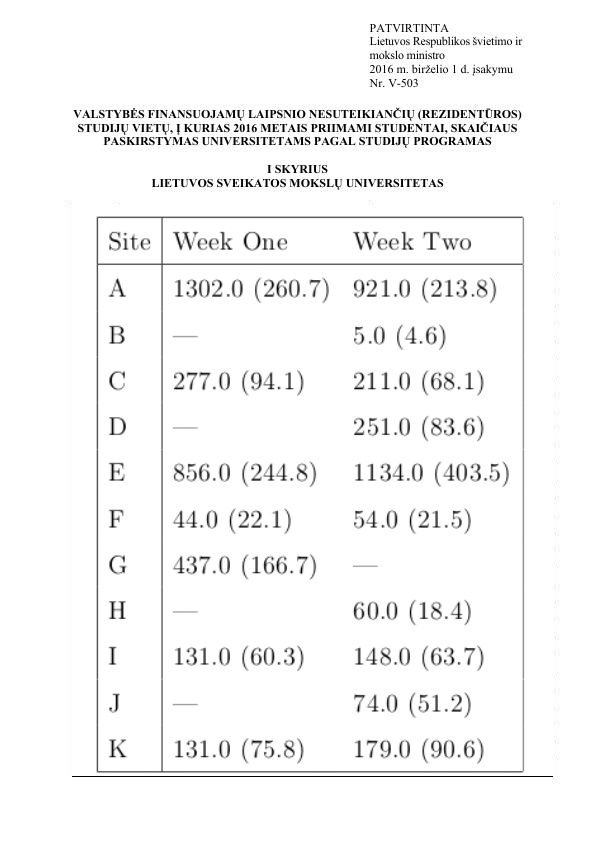 PATVIRTINTA
Lietuvos Respublikos švietimo ir
mokslo ministro
2016 m. birželio 1 d. įsakymu
Nr. V-503
VALSTYBĖS FINANSUOJAMŲ LAIPSNIO NESUTEIKIANČIŲ (REZIDENTŪROS)
STUDIJŲ VIETŲ, Į KURIAS 2016 METAIS PRIIMAMI STUDENTAI, SKAIČIAUS
PASKIRSTYMAS UNIVERSITETAMS PAGAL STUDIJŲ PROGRAMAS
I SKYRIUS
LIETUVOS SVEIKATOS MOKSLŲ UNIVERSITETAS
Site Week One Week Two
A 1302.0 (260.7) 921.0 (213.8)
B — 5.0 (4.6)
C 277.0 (94.1) 211.0 (68.1)
D — 251.0 (83.6)
E 856.0 (244.8) 1134.0 (403.5)
F 44.0 (22.1) 54.0 (21.5)
G 437.0 (166.7) —
H — 60.0 (18.4)
I 131.0 (60.3) 148.0 (63.7)
J — 74.0 (51.2)
K 131.0 (75.8) 179.0 (90.6)